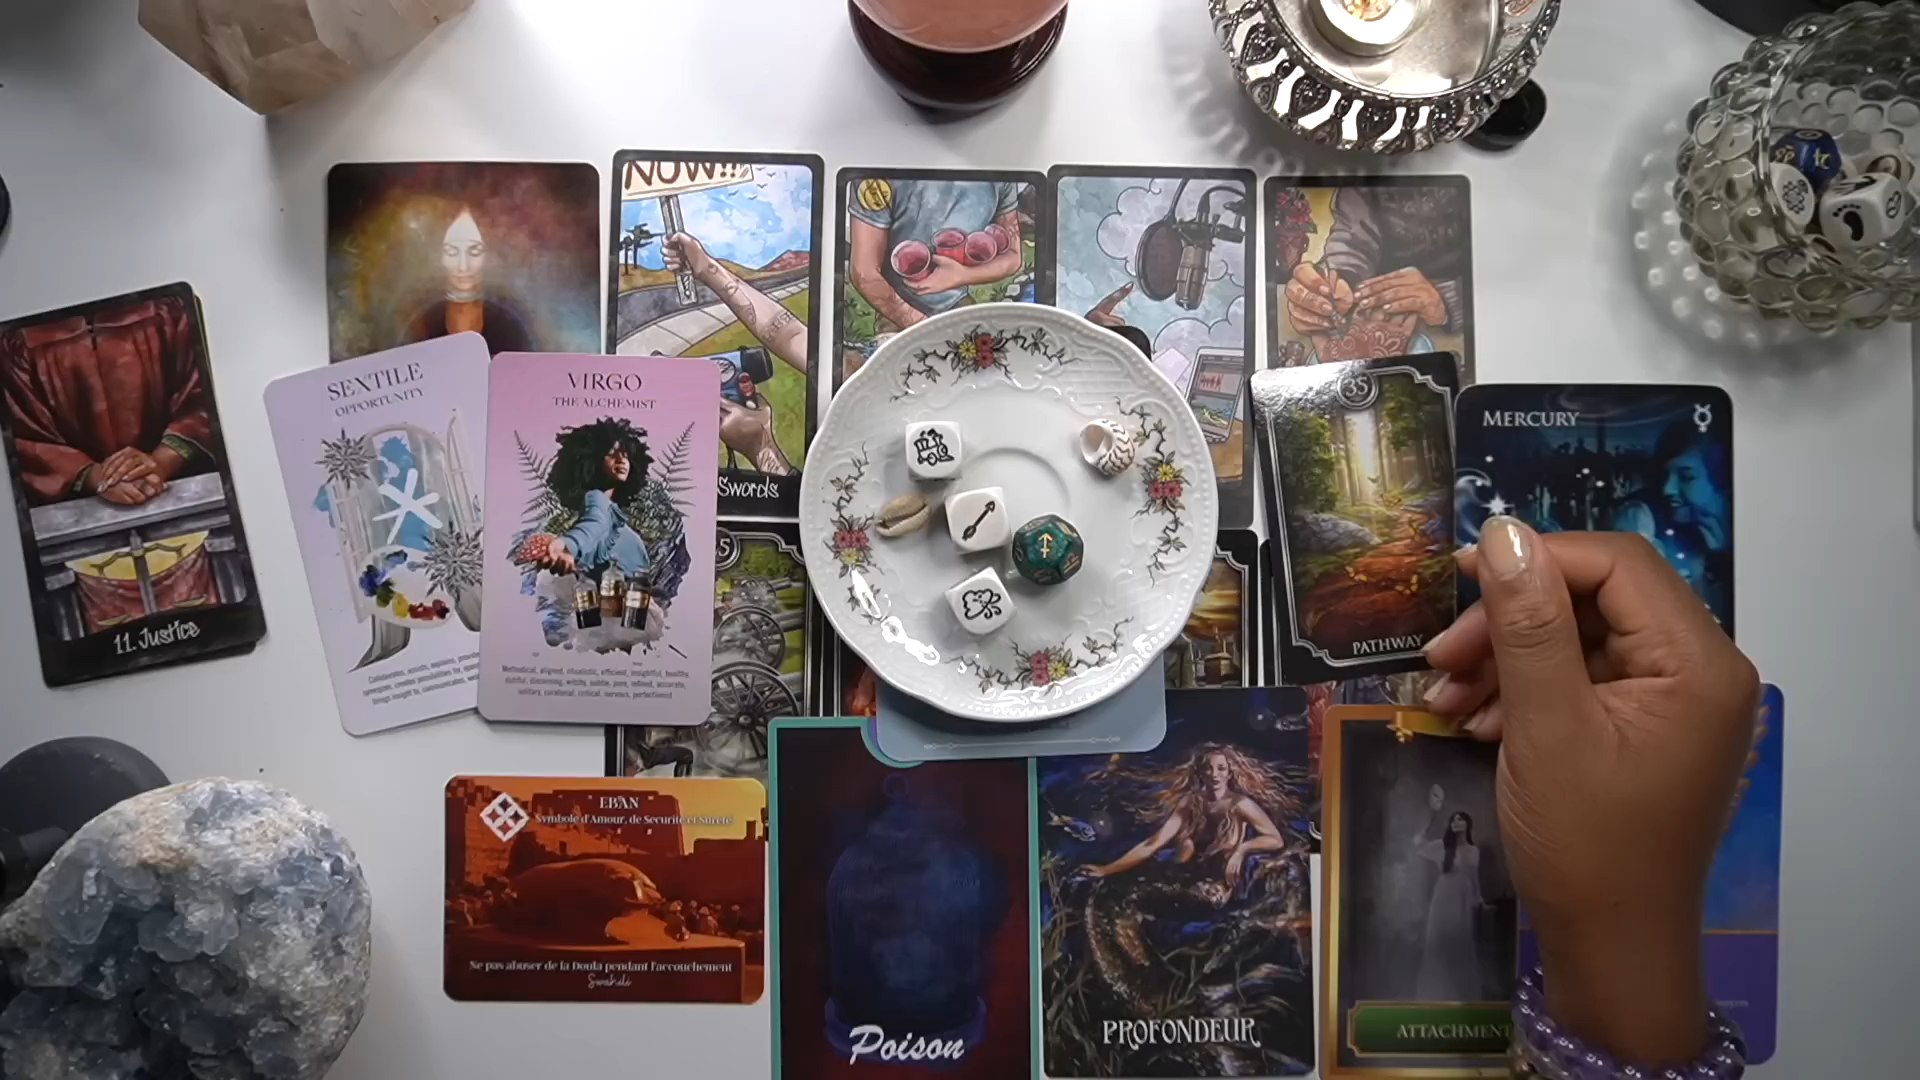 NOW!!
SEXTILE
OPPORTUNITY
VIRGO
THE ALCHEMIST
Swords
35
MERCURY
PATHWAY
11. Justice
Methodical, aligned, ritualistic, efficient, insightful, healthy,
dutiful, discerning, witchy, subtle, pure, refined, accurate,
solitary, curatorial, critical, nervous, perfectionist
EBAN
Symbole d'Amour, de Securité et Sureté
Ne pas abuser de la Doula pendant l'accouchement
Swahili
Poison
PROFONDEUR
ATTACHMENT